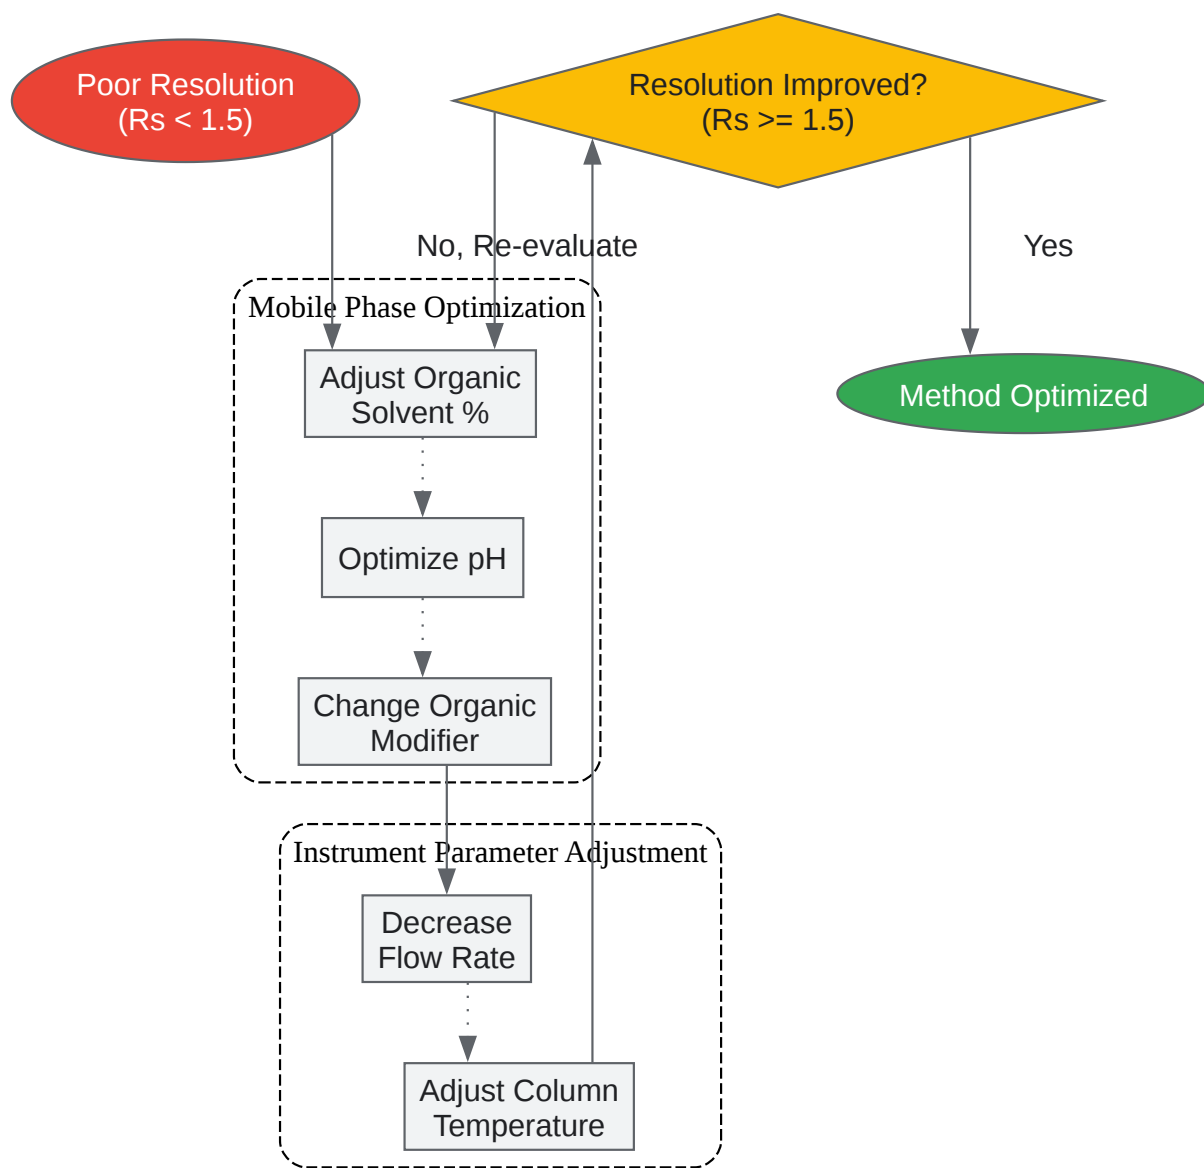 Poor Resolution
(Rs < 1.5)
Resolution Improved?
(Rs >= 1.5)
No, Re-evaluate
Yes
Mobile Phase Optimization
Adjust Organic
Solvent %
Method Optimized
Optimize pH
Change Organic
Modifier
Instrument Parameter Adjustment
Decrease
Flow Rate
Adjust Column
Temperature